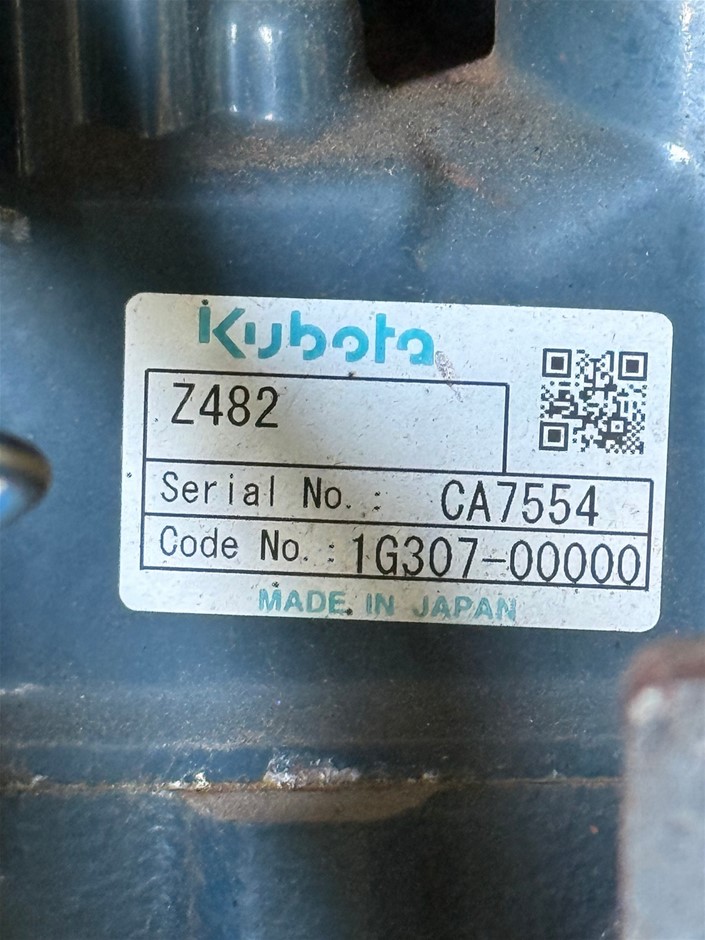 Kubota
Z482
Serial No. : CA7554
Code No. : 1G307-00000
MADE IN JAPAN